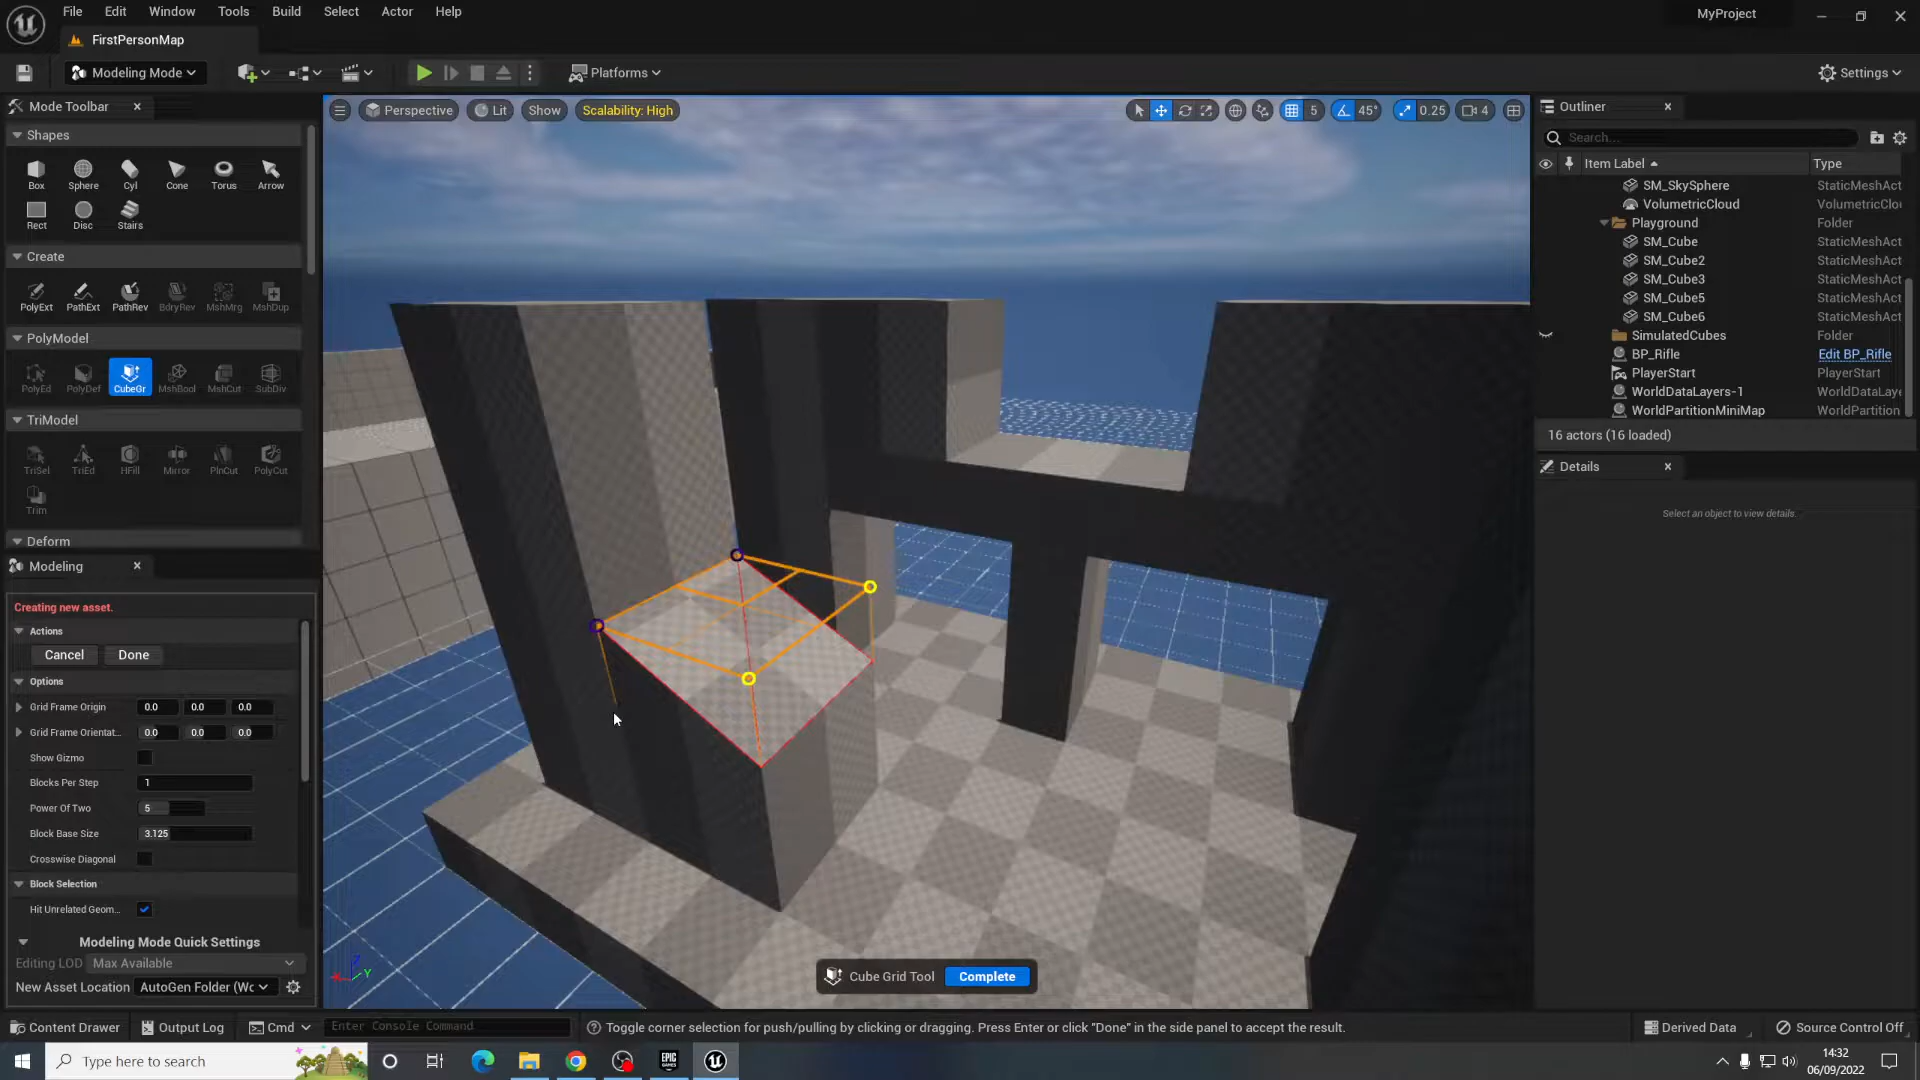 File Edit Window Tools Build Select Actor Help
MyProject
FirstPersonMap
Modeling Mode
Platforms
Settings
Mode Toolbar
Perspective Lit Show Scalability: High
5 45° 0.25 4
Outliner
Shapes
Search...
Box Sphere Cyl Cone Torus Arrow
Item Label Type
Rect Disc Stairs
SM_SkySphere StaticMeshAct
VolumetricCloud VolumetricClo
Playground Folder
SM_Cube StaticMeshAct
SM_Cube2 StaticMeshAct
SM_Cube3 StaticMeshAct
SM_Cube5 StaticMeshAct
SM_Cube6 StaticMeshAct
SimulatedCubes Folder
BP_Rifle Edit BP_Rifle
PlayerStart PlayerStart
WorldDataLayers-1 WorldDataLaye
WorldPartitionMiniMap WorldPartition
16 actors (16 loaded)
Create
PolyExt PathExt PathRev BdryRev MshMrg MshDup
PolyModel
PolyEd PolyDef CubeGr MshBool MshCut SubDiv
TriModel
TriSel TriEd HFill Mirror PlnCut PolyCut
Trim
Deform
Details
Select an object to view details.
Modeling
Creating new asset.
Actions
Cancel Done
Options
Grid Frame Origin 0.0 0.0 0.0
Grid Frame Orientat... 0.0 0.0 0.0
Show Gizmo
Blocks Per Step 1
Power Of Two 5
Block Base Size 3.125
Crosswise Diagonal
Block Selection
Hit Unrelated Geom...
Modeling Mode Quick Settings
Editing LOD Max Available
New Asset Location AutoGen Folder (Wc
Z
Y
Cube Grid Tool Complete
Content Drawer Output Log Cmd Enter Console Command
Toggle corner selection for push/pulling by clicking or dragging. Press Enter or click "Done" in the side panel to accept the result.
Derived Data Source Control Off
Type here to search
EPIC GAMES
14:32
06/09/2022